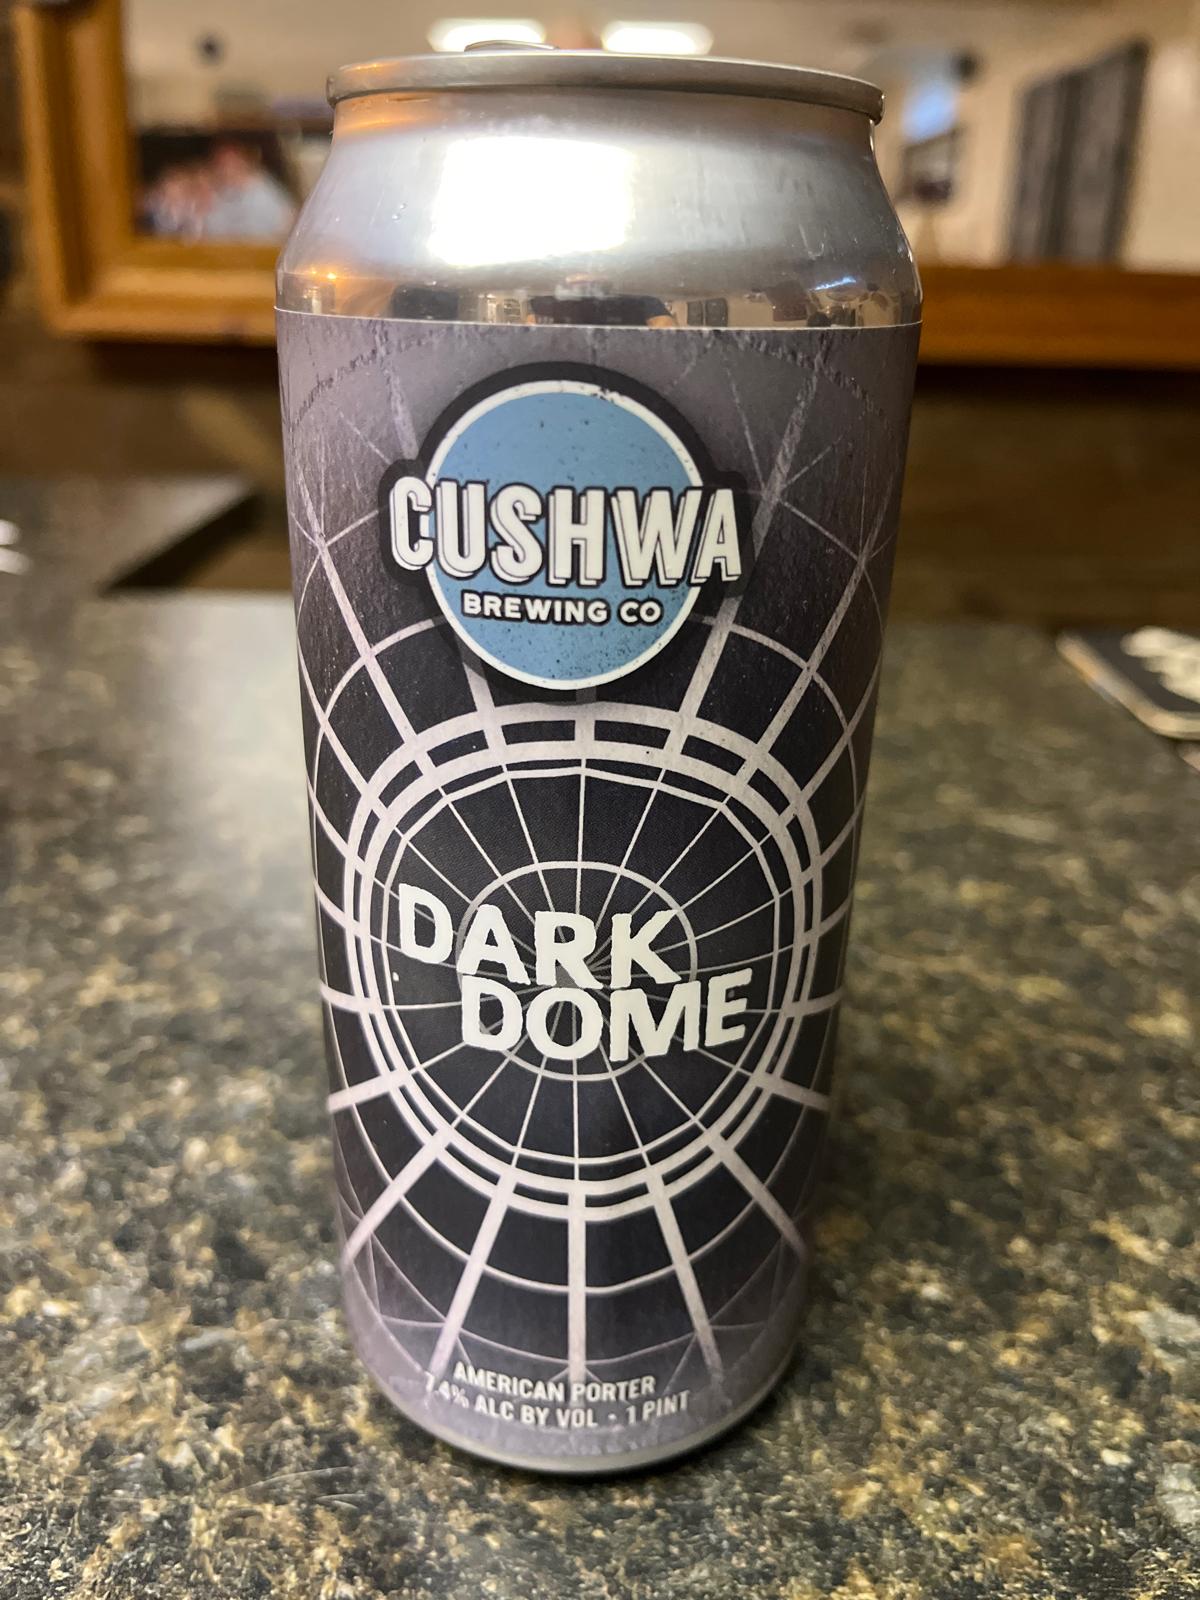 CUSHWA
BREWING CO
DARK
DOME
AMERICAN PORTER
7.4% ALC BY VOL · 1 PINT